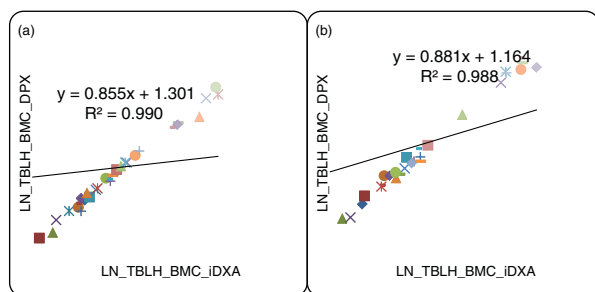 (a)
y = 0.855x + 1.301
R² = 0.990
LN_TBLH_BMC_DPX
LN_TBLH_BMC_iDXA
(b)
y = 0.881x + 1.164
R² = 0.988
LN_TBLH_BMC_DPX
LN_TBLH_BMC_iDXA